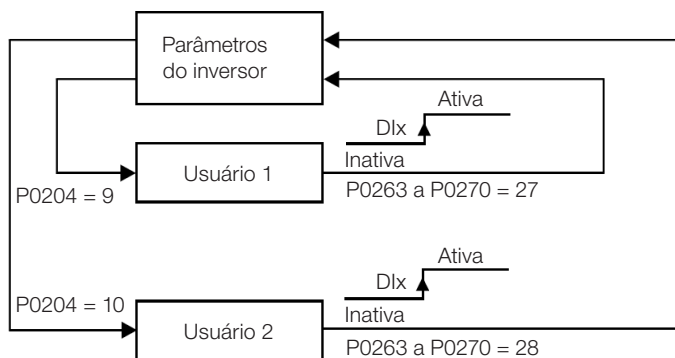 Parâmetros
do inversor
Ativa
DIx
Inativa
Usuário 1
P0204 = 9
P0263 a P0270 = 27
Ativa
DIx
Inativa
P0204 = 10
Usuário 2
P0263 a P0270 = 28